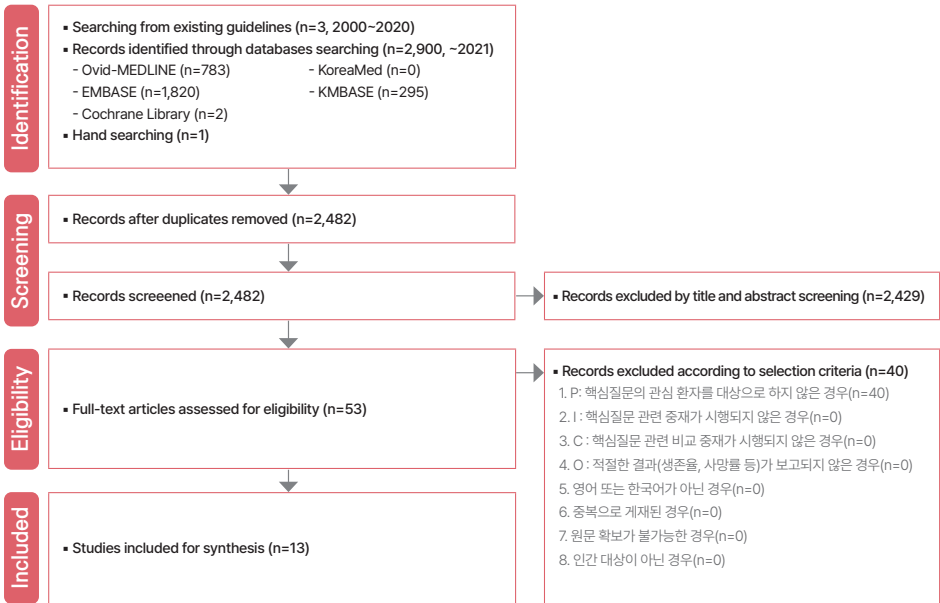 Identification
▪ Searching from existing guidelines (n=3, 2000~2020)
▪ Records identified through databases searching (n=2,900, ~2021)
- Ovid-MEDLINE (n=783) - KoreaMed (n=0)
- EMBASE (n=1,820) - KMBASE (n=295)
- Cochrane Library (n=2)
▪ Hand searching (n=1)
Screening
▪ Records after duplicates removed (n=2,482)
▪ Records screeened (n=2,482)
▪ Records excluded by title and abstract screening (n=2,429)
Eligibility
▪ Full-text articles assessed for eligibility (n=53)
▪ Records excluded according to selection criteria (n=40)
1. P: 핵심질문의 관심 환자를 대상으로 하지 않은 경우(n=40)
2. I : 핵심질문 관련 중재가 시행되지 않은 경우(n=0)
3. C : 핵심질문 관련 비교 중재가 시행되지 않은 경우(n=0)
4. O : 적절한 결과(생존율, 사망률 등)가 보고되지 않은 경우(n=0)
5. 영어 또는 한국어가 아닌 경우(n=0)
6. 중복으로 게재된 경우(n=0)
7. 원문 확보가 불가능한 경우(n=0)
8. 인간 대상이 아닌 경우(n=0)
Included
▪ Studies included for synthesis (n=13)